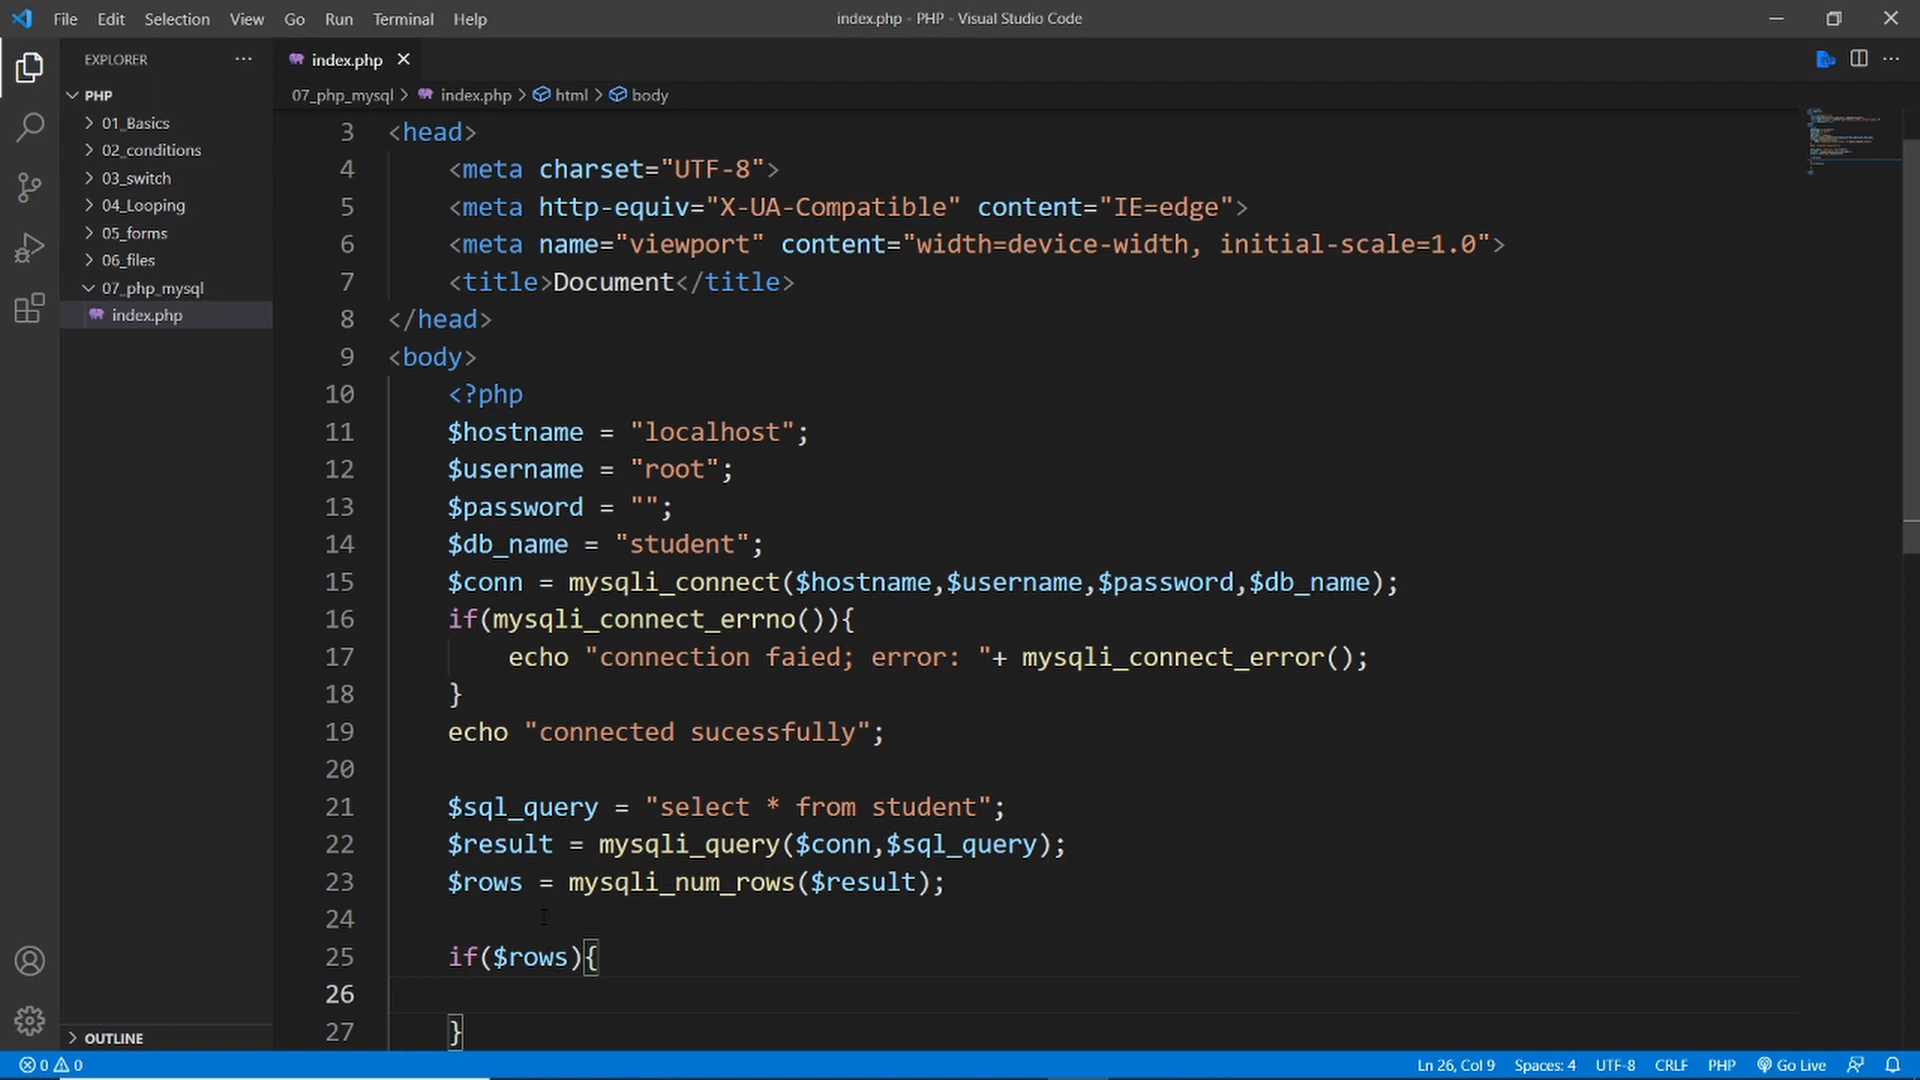 File Edit Selection View Go Run Terminal Help
index.php - PHP - Visual Studio Code
EXPLORER
index.php
PHP
01_Basics
02_conditions
03_switch
04_Looping
05_forms
06_files
07_php_mysql
index.php
OUTLINE
07_php_mysql > index.php > html > body
3 <head>
4 <meta charset="UTF-8">
5 <meta http-equiv="X-UA-Compatible" content="IE=edge">
6 <meta name="viewport" content="width=device-width, initial-scale=1.0">
7 <title>Document</title>
8 </head>
9 <body>
10 <?php
11 $hostname = "localhost";
12 $username = "root";
13 $password = "";
14 $db_name = "student";
15 $conn = mysqli_connect($hostname,$username,$password,$db_name);
16 if(mysqli_connect_errno()){
17 echo "connection faied; error: "+ mysqli_connect_error();
18 }
19 echo "connected sucessfully";
20
21 $sql_query = "select * from student";
22 $result = mysqli_query($conn,$sql_query);
23 $rows = mysqli_num_rows($result);
24
25 if($rows){
26
27 }
0 0
Ln 26, Col 9 Spaces: 4 UTF-8 CRLF PHP Go Live